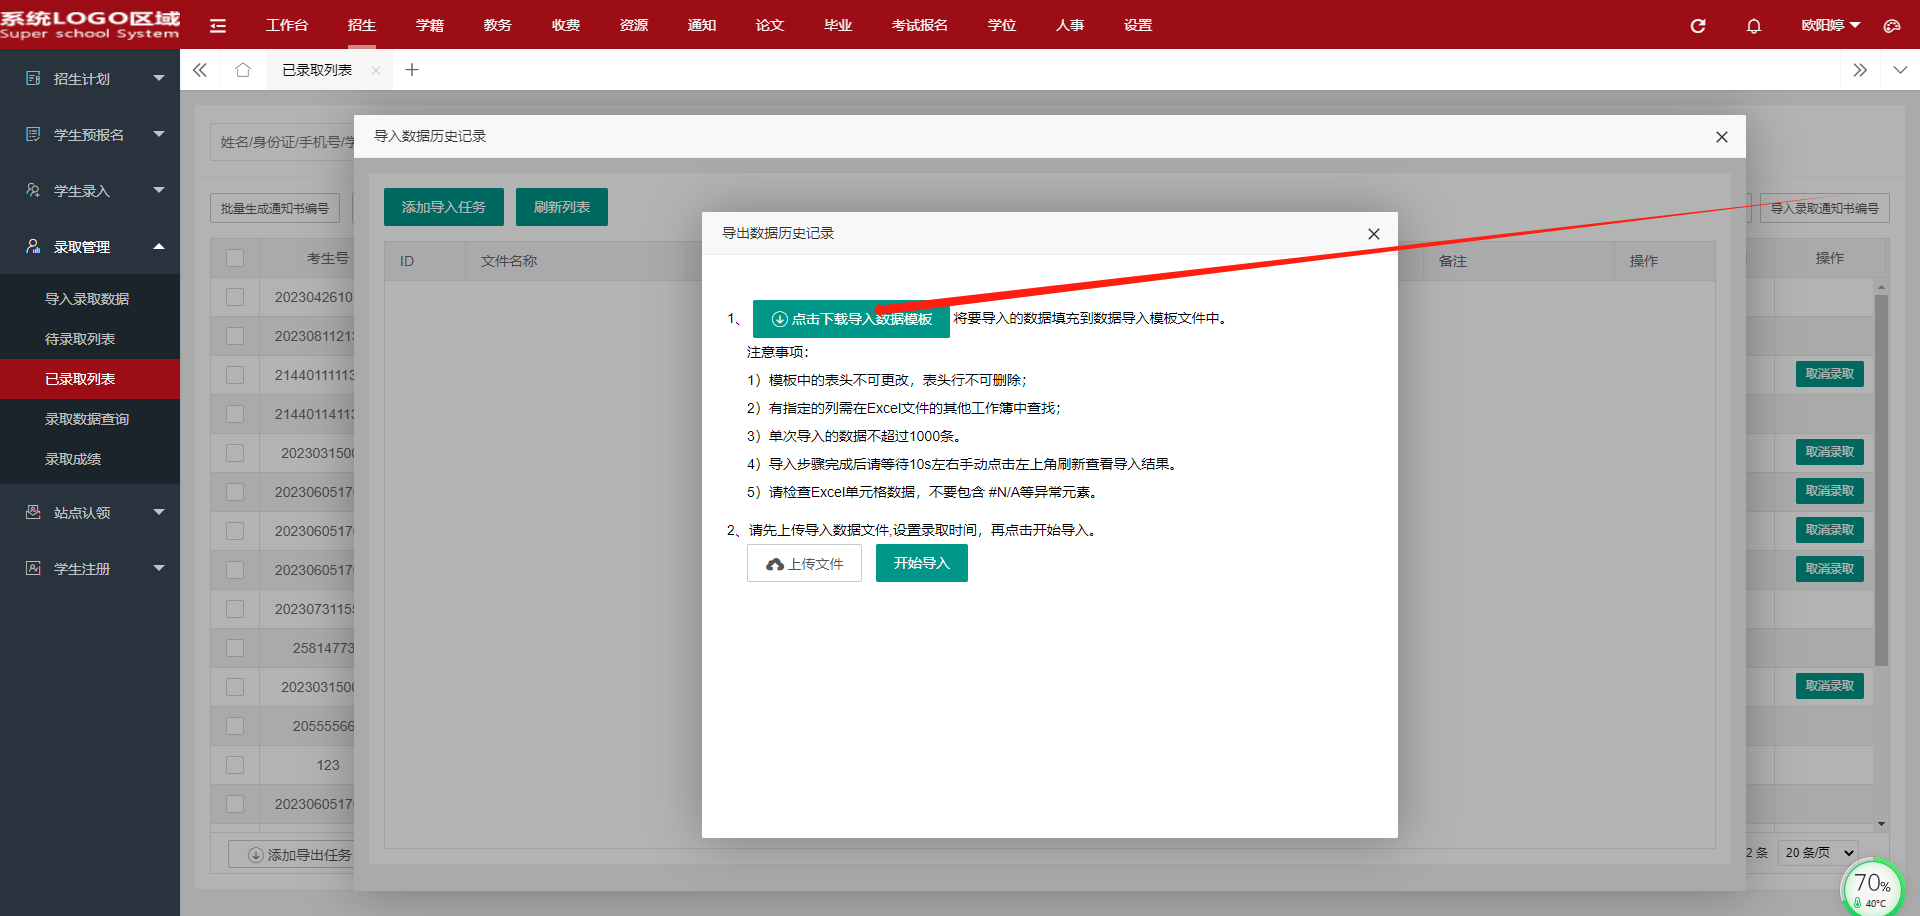 系统LOGO区域
Super school System
工作台 招生 学籍 教务 收费 资源 通知 论文 毕业 考试报名 学位 人事 设置
欧阳婷
已录取列表
招生计划
学生预报名
学生录入
录取管理
导入录取数据
待录取列表
已录取列表
录取数据查询
录取成绩
站点认领
学生注册
姓名/身份证/手机号/学
批量生成通知书编号
导入录取通知书编号
考生号
操作
2023042610
2023081121
2144011111
2144011411
202303150
2023060517
2023060517
2023060517
2023073115
25814773
202303150
20555566
123
2023060517
取消录取
取消录取
取消录取
取消录取
取消录取
取消录取
添加导出任务
2 条
20 条/页
导入数据历史记录
添加导入任务
刷新列表
ID 文件名称 备注 操作
导出数据历史记录
1、 点击下载导入数据模板 将要导入的数据填充到数据导入模板文件中。
注意事项：
1）模板中的表头不可更改，表头行不可删除；
2）有指定的列需在Excel文件的其他工作簿中查找；
3）单次导入的数据不超过1000条。
4）导入步骤完成后请等待10s左右手动点击左上角刷新查看导入结果。
5）请检查Excel单元格数据，不要包含 #N/A等异常元素。
2、请先上传导入数据文件,设置录取时间，再点击开始导入。
上传文件
开始导入
70%
40°C